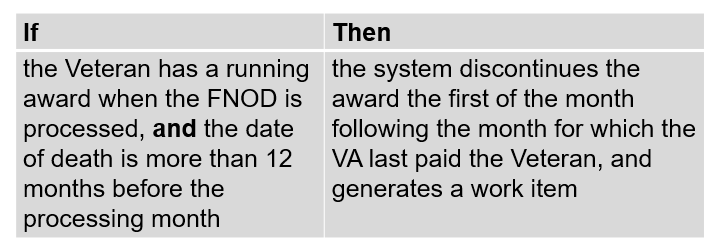 If
Then
the Veteran has a running
award when the FNOD is
processed, and the date
of death is more than 12
months before the
processing month
the system discontinues the
award the first of the month
following the month for which the
VA last paid the Veteran, and
generates a work item